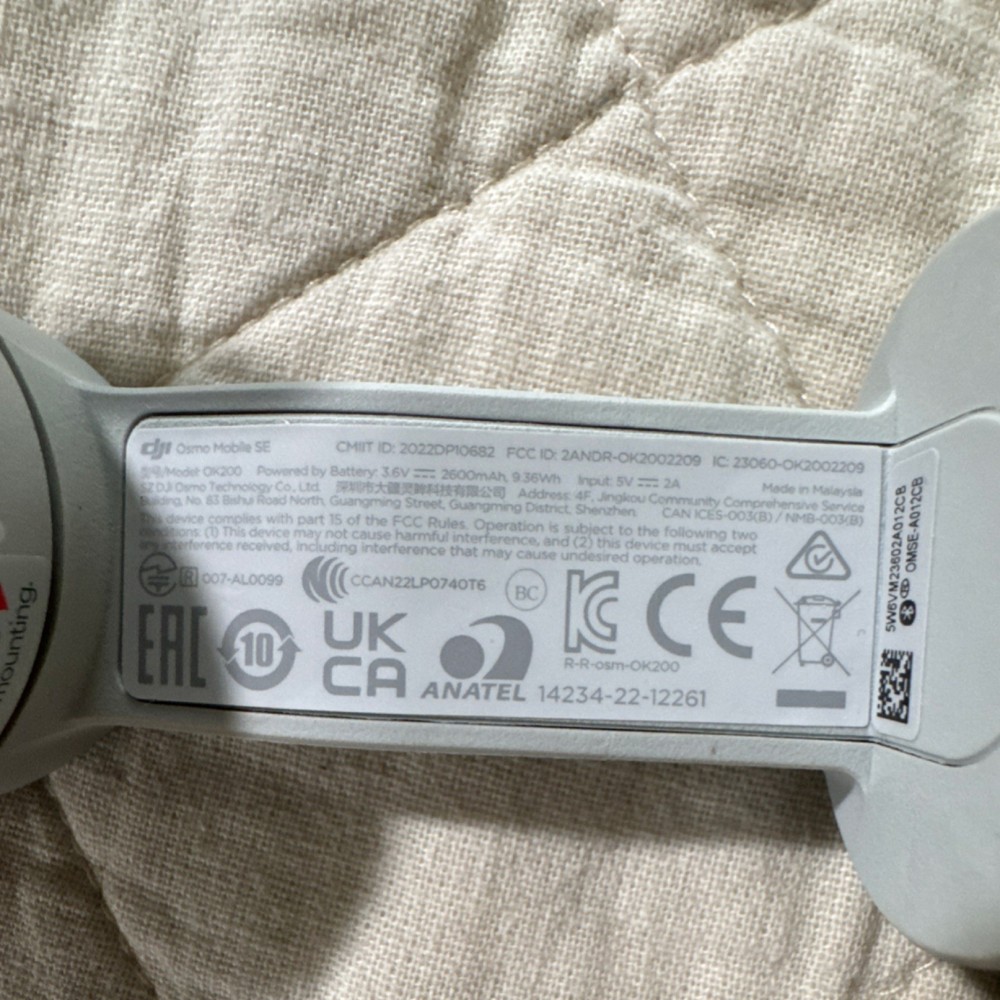 dji Osmo Mobile SE CMIIT ID: 2022DP10682 FCC ID: 2ANDR-OK2002209 IC: 23060-OK2002209
型号/Model: OK200 Powered by Battery: 3.6V 2600mAh, 9.36Wh Input: 5V 2A Made in Malaysia
SZ DJI Osmo Technology Co., Ltd. 深圳市大疆灵眸科技有限公司 Address: 4F, Jingkou Community Comprehensive Service
Building, No. 83 Bishui Road North, Guangming Street, Guangming District, Shenzhen. CAN ICES-003(B) / NMB-003(B)
This device complies with part 15 of the FCC Rules. Operation is subject to the following two
conditions: (1) This device may not cause harmful interference, and (2) this device must accept
any interference received, including interference that may cause undesired operation.
R 007-AL0099 CCAN22LP0740T6 BC KC CE
EAC 10 UK
CA
ANATEL 14234-22-12261
R-R-osm-OK200
5W6VM23602A012CB
OMSE-A012CB
mounting.